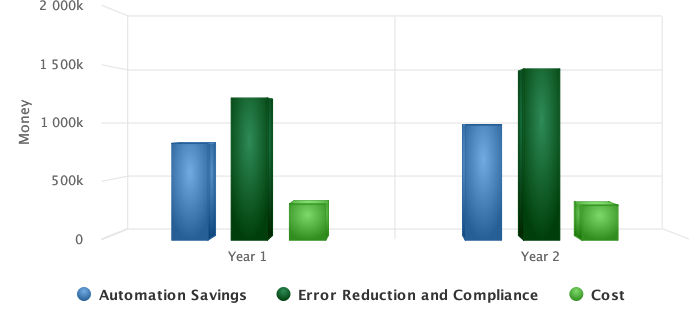 2 000k
1 500k
1 000k
500k
0
Money
Year 1
Year 2
Automation Savings
Error Reduction and Compliance
Cost